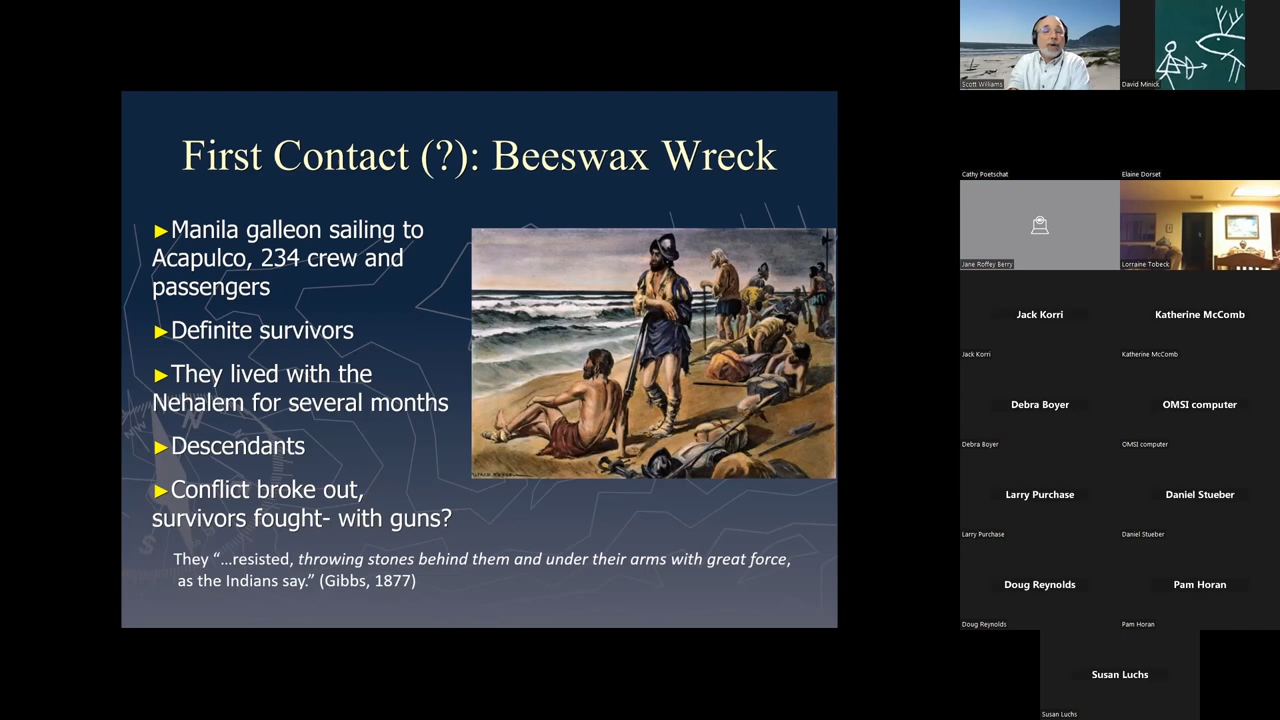 First Contact (?): Beeswax Wreck
►Manila galleon sailing to
Acapulco, 234 crew and
passengers
►Definite survivors
►They lived with the
Nehalem for several months
►Descendants
►Conflict broke out,
survivors fought- with guns?
They “…resisted, throwing stones behind them and under their arms with great force,
as the Indians say.” (Gibbs, 1877)
Scott Williams
David Minick
Cathy Poetschat
Elaine Dorset
Jane Roffey Berry
Lorraine Tobeck
Jack Korri
Katherine McComb
Jack Korri
Katherine McComb
Debra Boyer
OMSI computer
Debra Boyer
OMSI computer
Larry Purchase
Daniel Stueber
Larry Purchase
Daniel Stueber
Doug Reynolds
Pam Horan
Doug Reynolds
Pam Horan
Susan Luchs
Susan Luchs